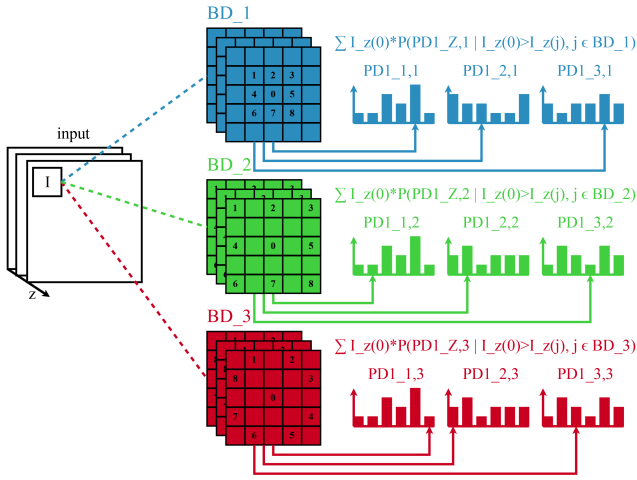 BD_1
∑ I_z(0)*P(PD1_Z,1 | I_z(0)>I_z(j), j ϵ BD_1)
PD1_1,1 PD1_2,1 PD1_3,1
1 2 3
4 0 5
6 7 8
input
I
z
BD_2
∑ I_z(0)*P(PD1_Z,2 | I_z(0)>I_z(j), j ϵ BD_2)
PD1_1,2 PD1_2,2 PD1_3,2
1 2 3
4 0 5
6 7 8
BD_3
∑ I_z(0)*P(PD1_Z,3 | I_z(0)>I_z(j), j ϵ BD_3)
PD1_1,3 PD1_2,3 PD1_3,3
1 2
8 3
0
7 4
6 5